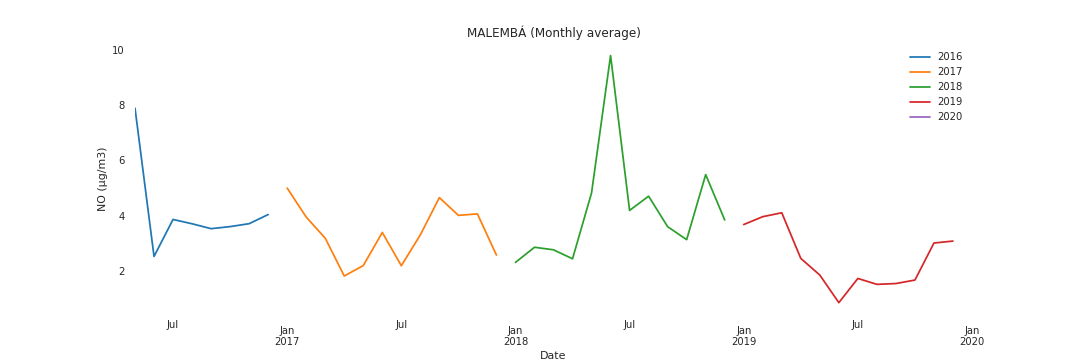 MALEMBÁ (Monthly average)
10
8
6
4
2
NO (µg/m3)
2016
2017
2018
2019
2020
Jul
Jan
2017
Jul
Jan
2018
Jul
Jan
2019
Jul
Jan
2020
Date